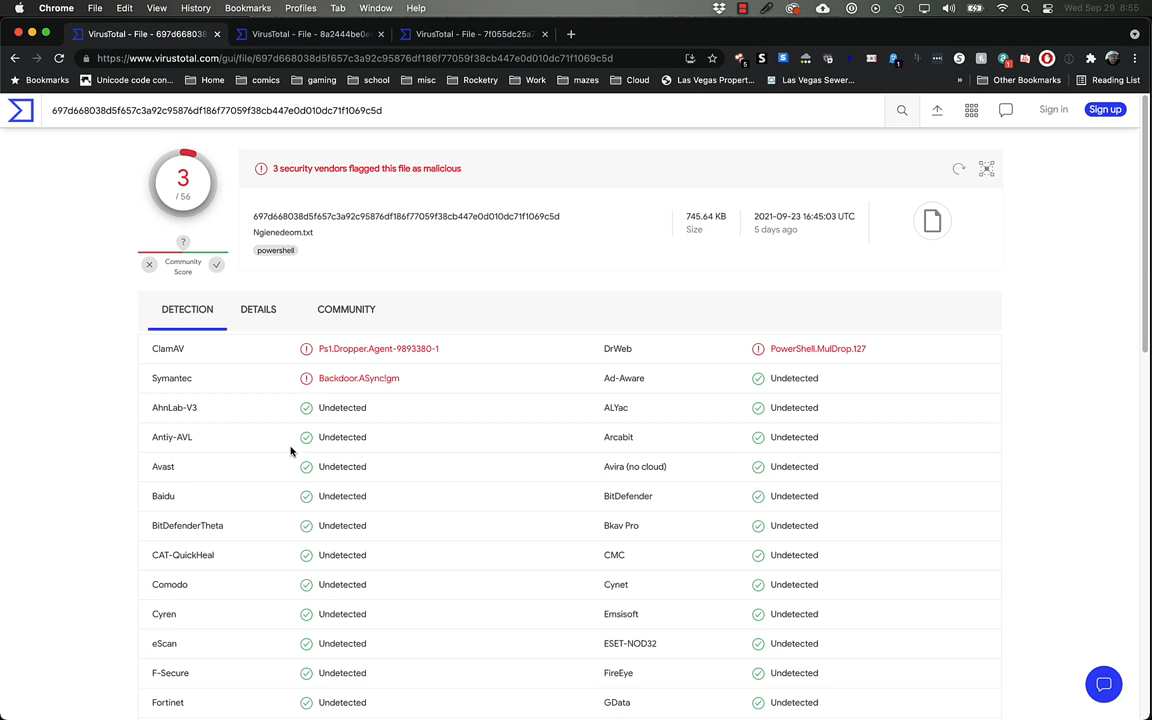 Chrome File Edit View History Bookmarks Profiles Tab Window Help Wed Sep 29 8:55
VirusTotal - File - 697d668038 VirusTotal - File - 8a2444be0e VirusTotal - File - 7f055dc25a
https://www.virustotal.com/gui/file/697d668038d5f657c3a92c95876df186f77059f38cb447e0d010dc71f1069c5d
Bookmarks Unicode code con... Home comics gaming school misc Rocketry Work mazes Cloud Las Vegas Propert... Las Vegas Sewer... » Other Bookmarks Reading List
697d668038d5f657c3a92c95876df186f77059f38cb447e0d010dc71f1069c5d Sign in Sign up
3 security vendors flagged this file as malicious
3
/ 56
697d668038d5f657c3a92c95876df186f77059f38cb447e0d010dc71f1069c5d 745.64 KB 2021-09-23 16:45:03 UTC
Ngienedeom.txt Size 5 days ago
powershell
?
Community
Score
DETECTION DETAILS COMMUNITY
ClamAV Ps1.Dropper.Agent-9893380-1 DrWeb PowerShell.MulDrop.127
Symantec Backdoor.ASync!gm Ad-Aware Undetected
AhnLab-V3 Undetected ALYac Undetected
Antiy-AVL Undetected Arcabit Undetected
Avast Undetected Avira (no cloud) Undetected
Baidu Undetected BitDefender Undetected
BitDefenderTheta Undetected Bkav Pro Undetected
CAT-QuickHeal Undetected CMC Undetected
Comodo Undetected Cynet Undetected
Cyren Undetected Emsisoft Undetected
eScan Undetected ESET-NOD32 Undetected
F-Secure Undetected FireEye Undetected
Fortinet Undetected GData Undetected